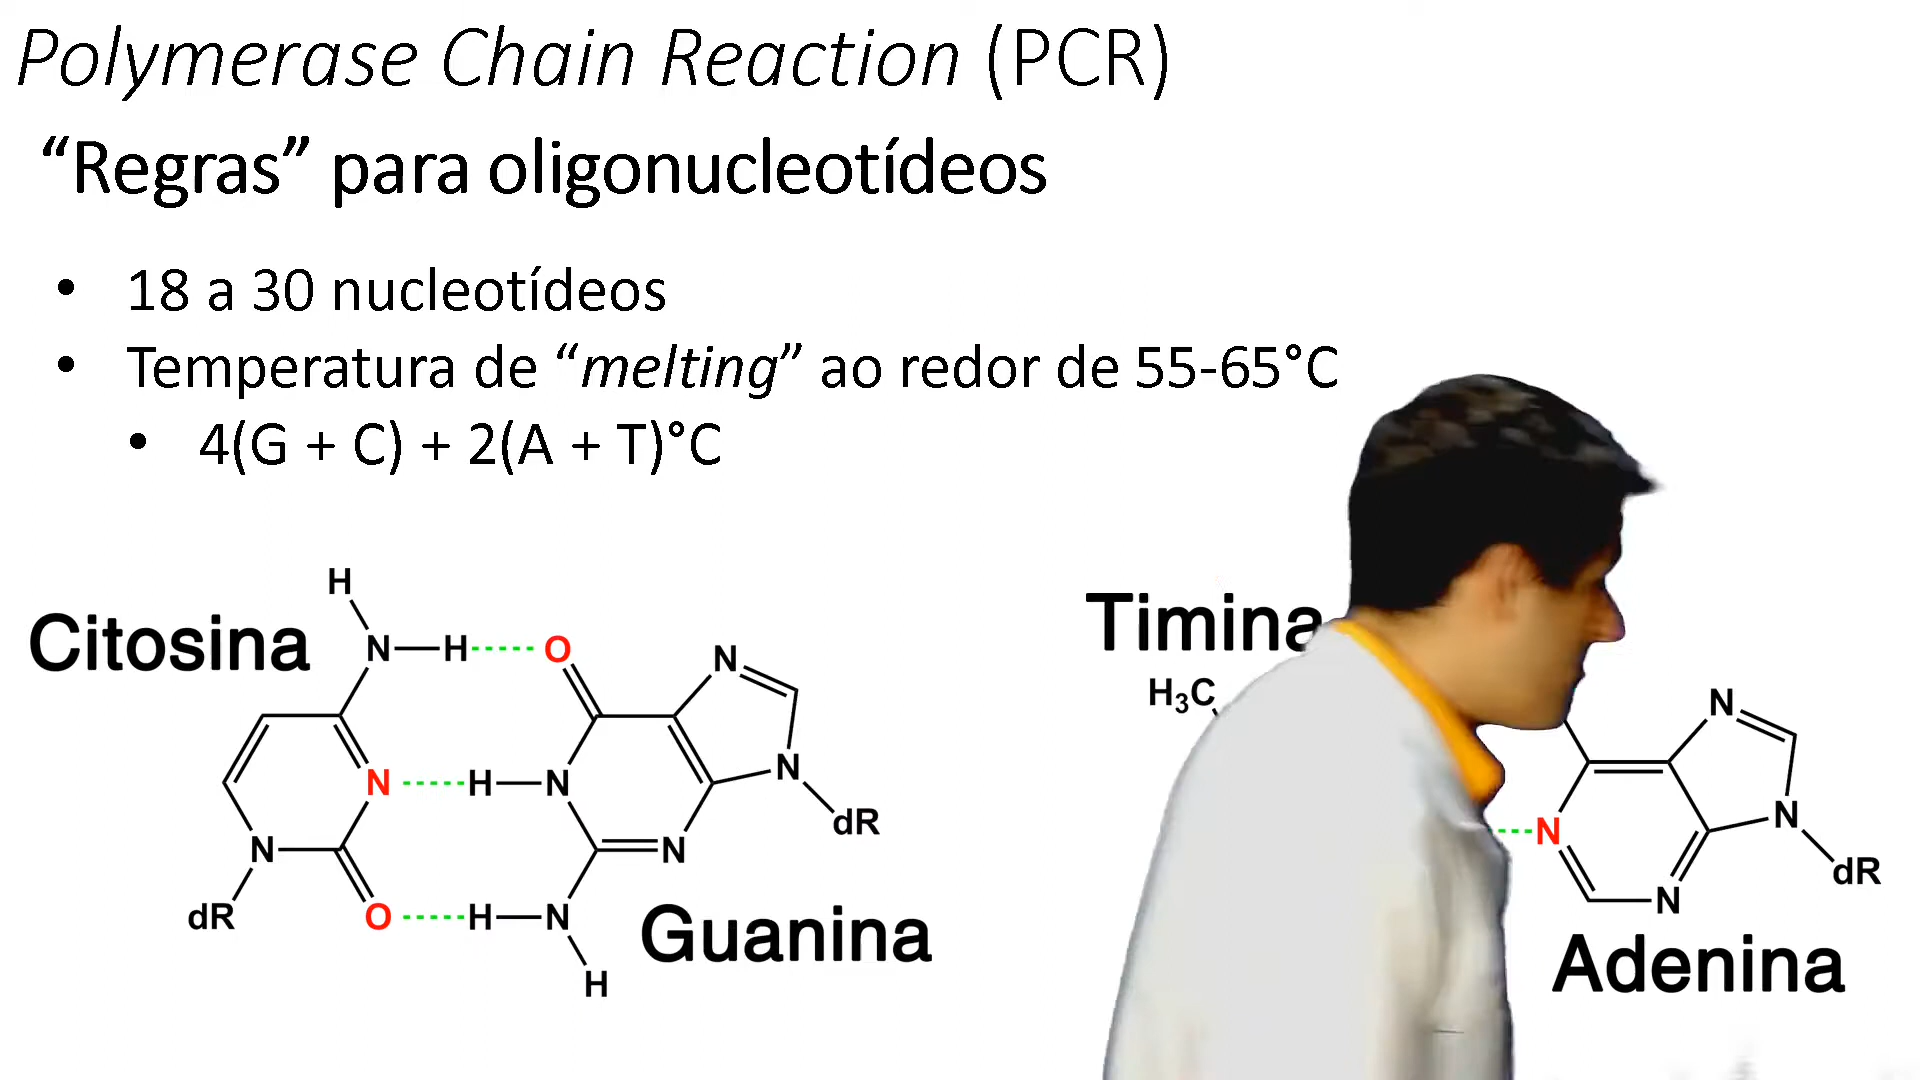 Polymerase Chain Reaction (PCR)
“Regras” para oligonucleotídeos
• 18 a 30 nucleotídeos
• Temperatura de “melting” ao redor de 55-65°C
• 4(G + C) + 2(A + T)°C
Citosina
H
N H O
N
N H N
N
dR
N
N
dR
O H N
Guanina
H
Timina
H₃C
N
N
N
dR
N
Adenina